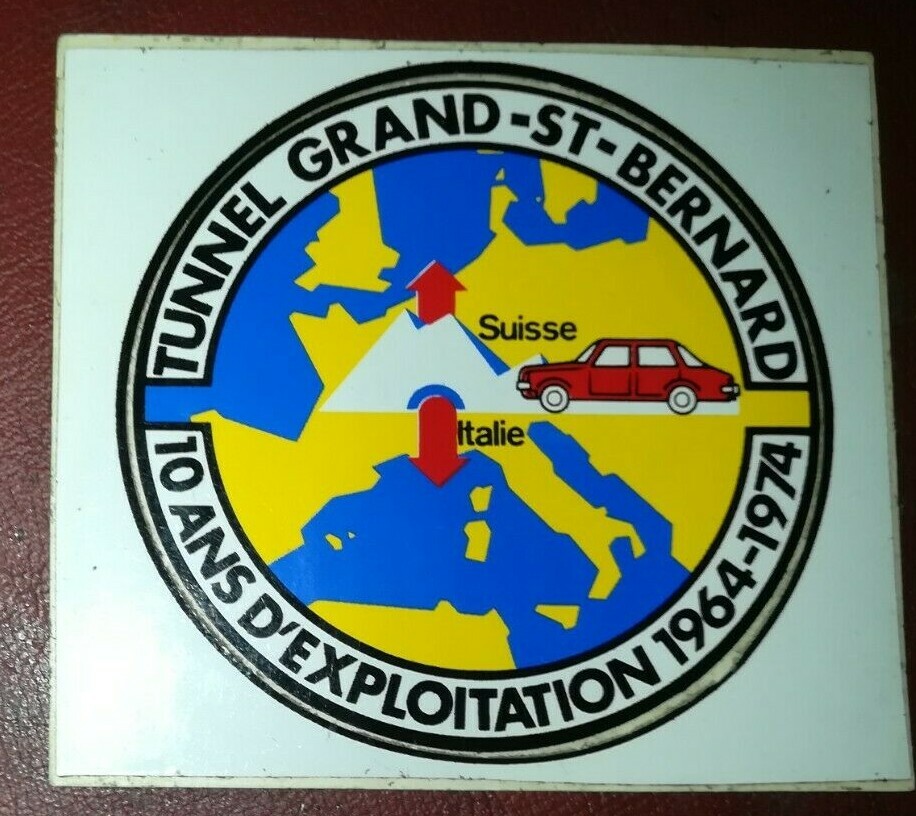 TUNNEL GRAND-ST-BERNARD
Suisse
Italie
10 ANS D'EXPLOITATION 1964-1974